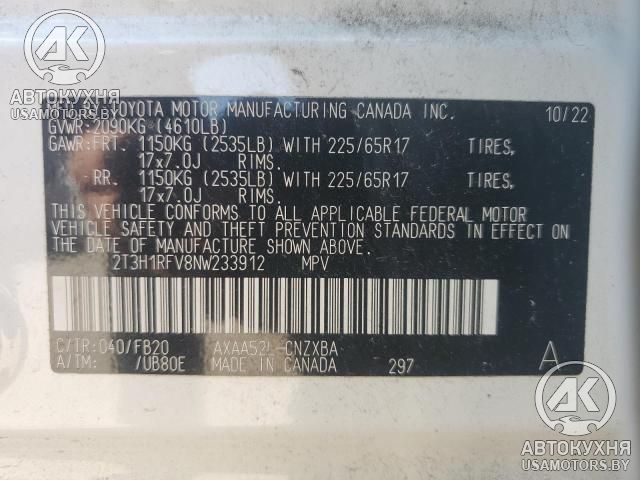 AK
АВТОКУХНЯ
USAMOTORS.BY
BY TOYOTA MOTOR MANUFACTURING CANADA INC. 10/22
GVWR:2090KG (4610LB)
GAWR:FRT. 1150KG (2535LB) WITH 225/65R17 TIRES,
17x7.0J RIMS.
RR. 1150KG (2535LB) WITH 225/65R17 TIRES,
17x7.0J RIMS.
THIS VEHICLE CONFORMS TO ALL APPLICABLE FEDERAL MOTOR
VEHICLE SAFETY AND THEFT PREVENTION STANDARDS IN EFFECT ON
THE DATE OF MANUFACTURE SHOWN ABOVE.
2T3H1RFV8NW233912 MPV
C/TR:040/FB20 AXAA52L-CNZXBA A
A/TM: /UB80E MADE IN CANADA 297
AK
АВТОКУХНЯ
USAMOTORS.BY